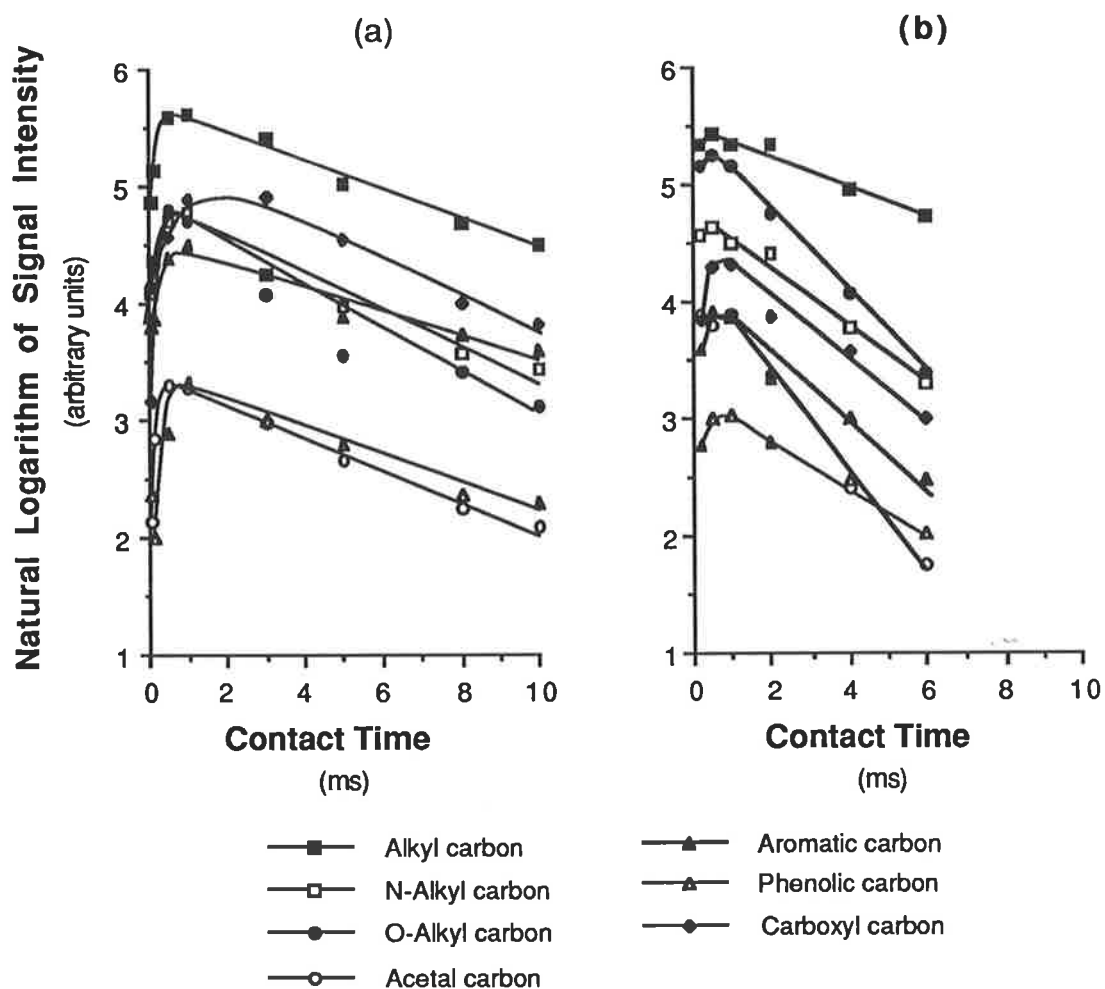 (a)
(b)
Natural Logarithm of Signal Intensity
(arbitrary units)
6
5
4
3
2
1
0 2 4 6 8 10
Contact Time
(ms)
6
5
4
3
2
1
0 2 4 6 8 10
Contact Time
(ms)
Alkyl carbon
N-Alkyl carbon
O-Alkyl carbon
Acetal carbon
Aromatic carbon
Phenolic carbon
Carboxyl carbon